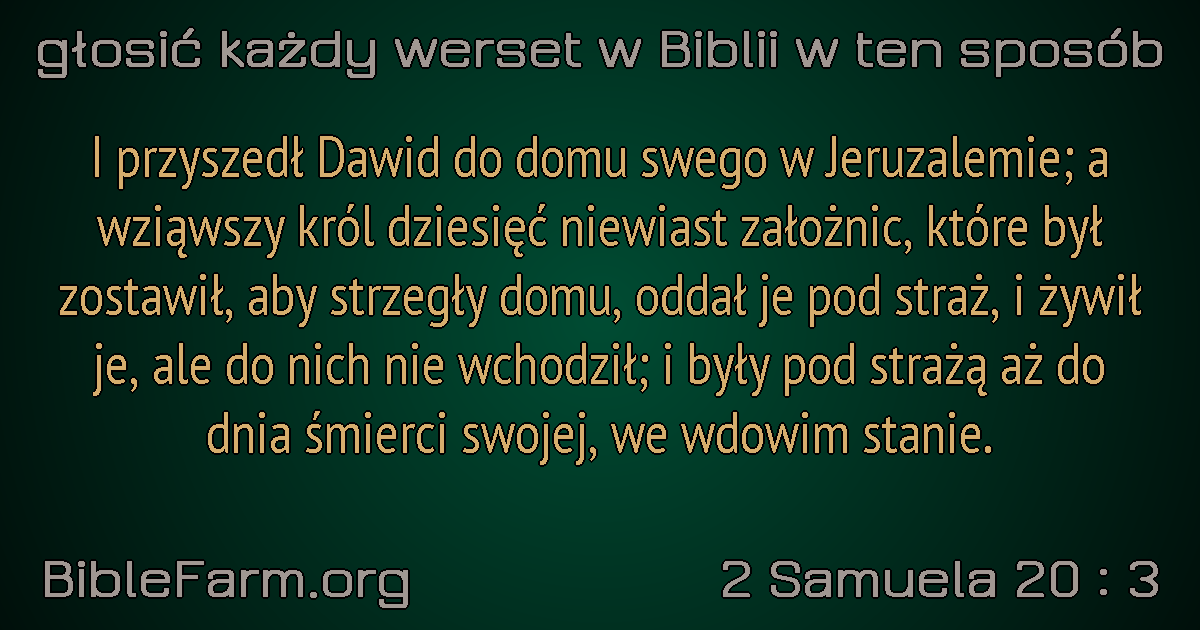 głosić każdy werset w Biblii w ten sposób
I przyszedł Dawid do domu swego w Jeruzalemie; a
wziąwszy król dziesięć niewiast założnic, które był
zostawił, aby strzegły domu, oddał je pod straż, i żywił
je, ale do nich nie wchodził; i były pod strażą aż do
dnia śmierci swojej, we wdowim stanie.
BibleFarm.org
2 Samuela 20 : 3